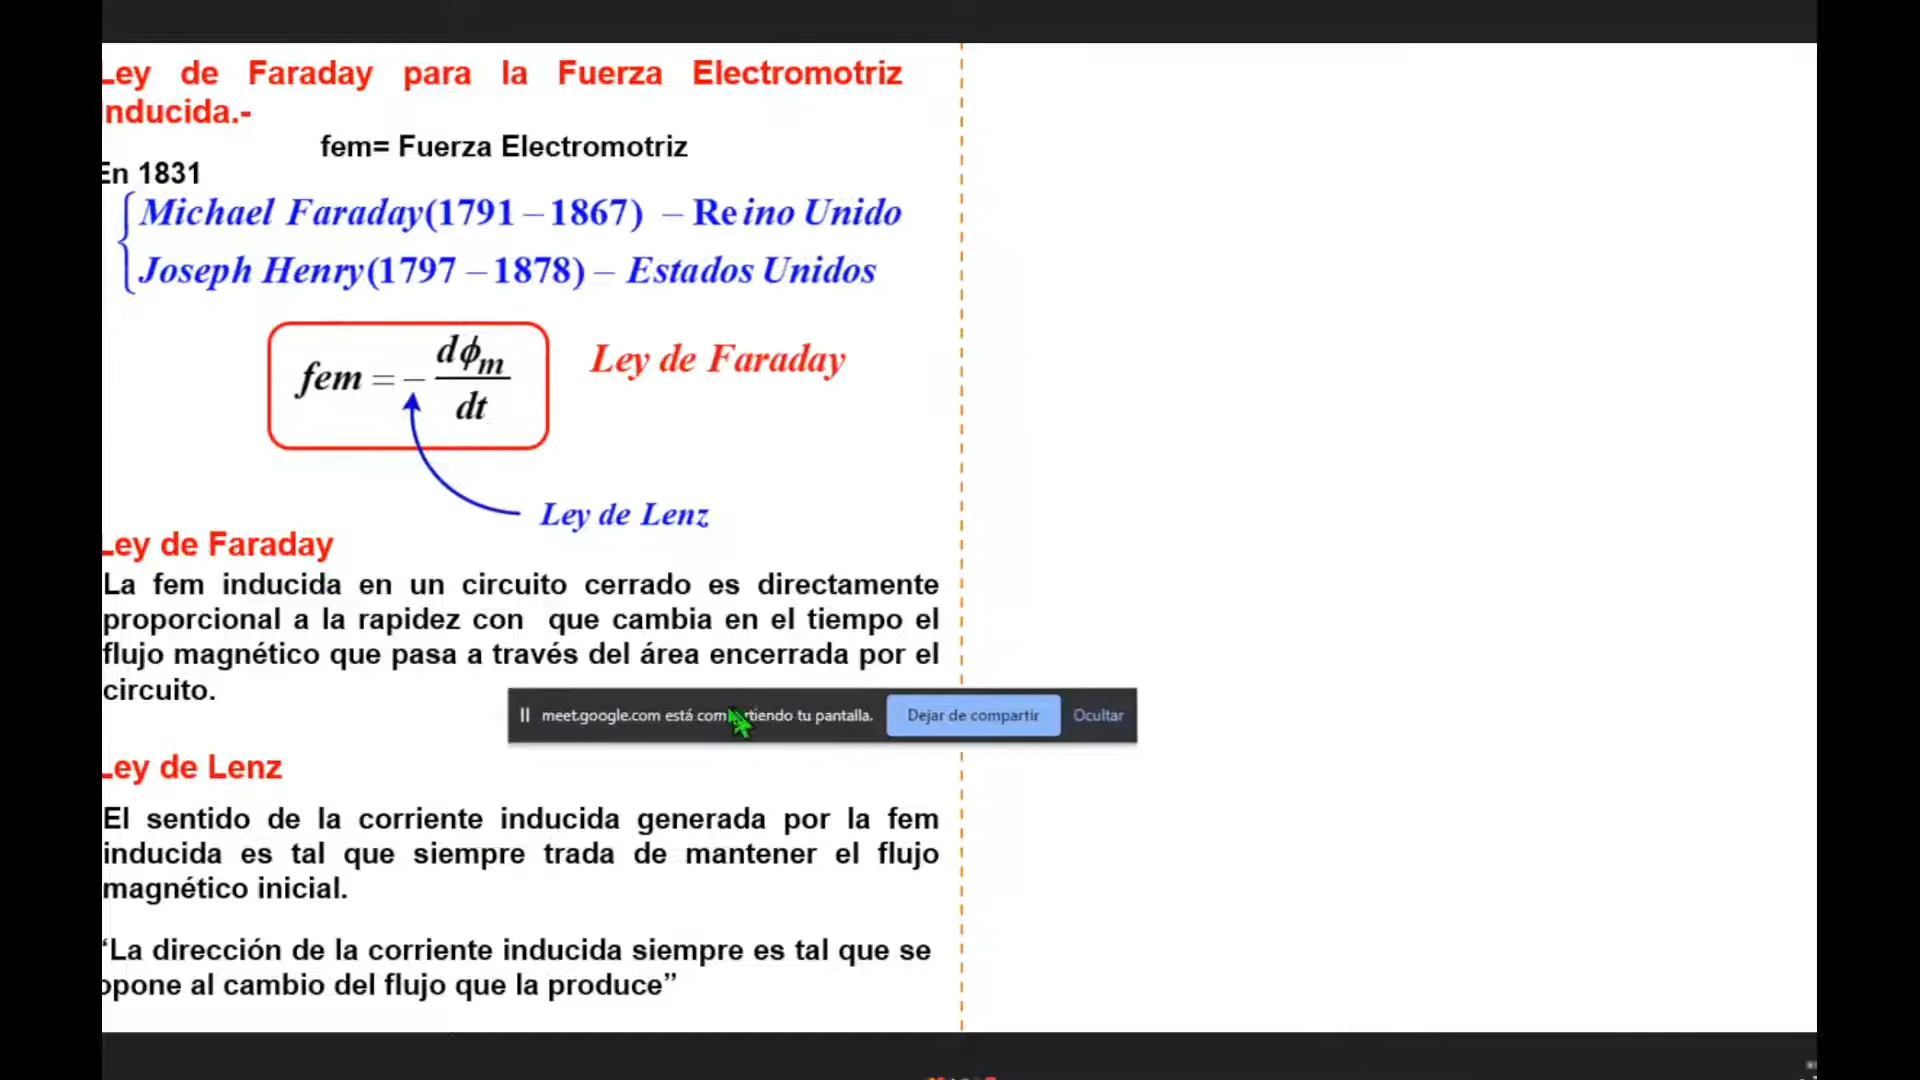 Ley de Faraday para la Fuerza Electromotriz
nducida.-
fem= Fuerza Electromotriz
En 1831
Michael Faraday(1791 – 1867) – Reino Unido
Joseph Henry(1797 – 1878) – Estados Unidos
fem = – dϕm / dt
Ley de Faraday
Ley de Lenz
Ley de Faraday
La fem inducida en un circuito cerrado es directamente
proporcional a la rapidez con que cambia en el tiempo el
flujo magnético que pasa a través del área encerrada por el
circuito.
meet.google.com está compartiendo tu pantalla.
Dejar de compartir
Ocultar
Ley de Lenz
El sentido de la corriente inducida generada por la fem
inducida es tal que siempre trada de mantener el flujo
magnético inicial.
“La dirección de la corriente inducida siempre es tal que se
opone al cambio del flujo que la produce”